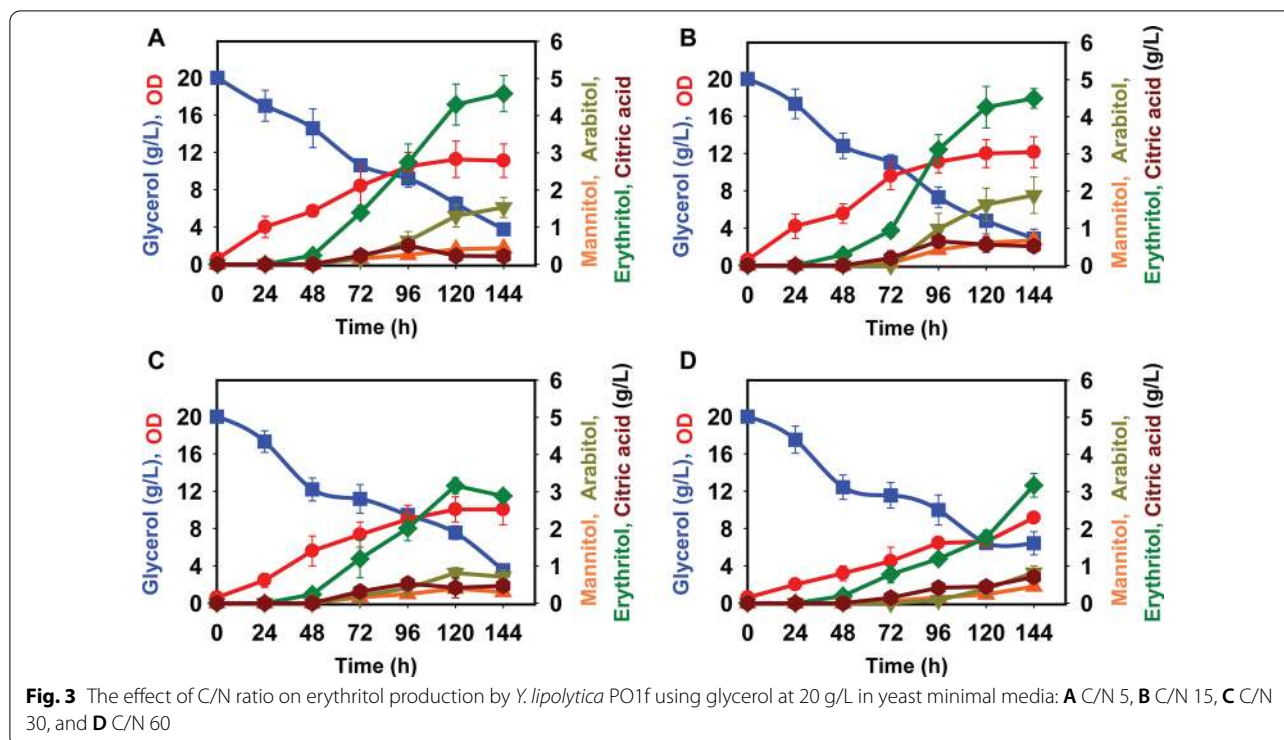 A
Glycerol (g/L), OD
20
16
12
8
4
0
6
5
4
3
2
1
0
Mannitol, Arabitol,
Erythritol, Citric acid
0 24 48 72 96 120 144
Time (h)
B
Glycerol (g/L), OD
20
16
12
8
4
0
6
5
4
3
2
1
0
Mannitol, Arabitol,
Erythritol, Citric acid (g/L)
0 24 48 72 96 120 144
Time (h)
C
Glycerol (g/L), OD
20
16
12
8
4
0
6
5
4
3
2
1
0
Mannitol, Arabitol,
Erythritol, Citric acid (g/L)
0 24 48 72 96 120 144
Time (h)
D
Glycerol (g/L), OD
20
16
12
8
4
0
6
5
4
3
2
1
0
Mannitol, Arabitol,
Erythritol, Citric acid (g/L)
0 24 48 72 96 120 144
Time (h)
Fig. 3 The effect of C/N ratio on erythritol production by Y. lipolytica PO1f using glycerol at 20 g/L in yeast minimal media: A C/N 5, B C/N 15, C C/N
30, and D C/N 60